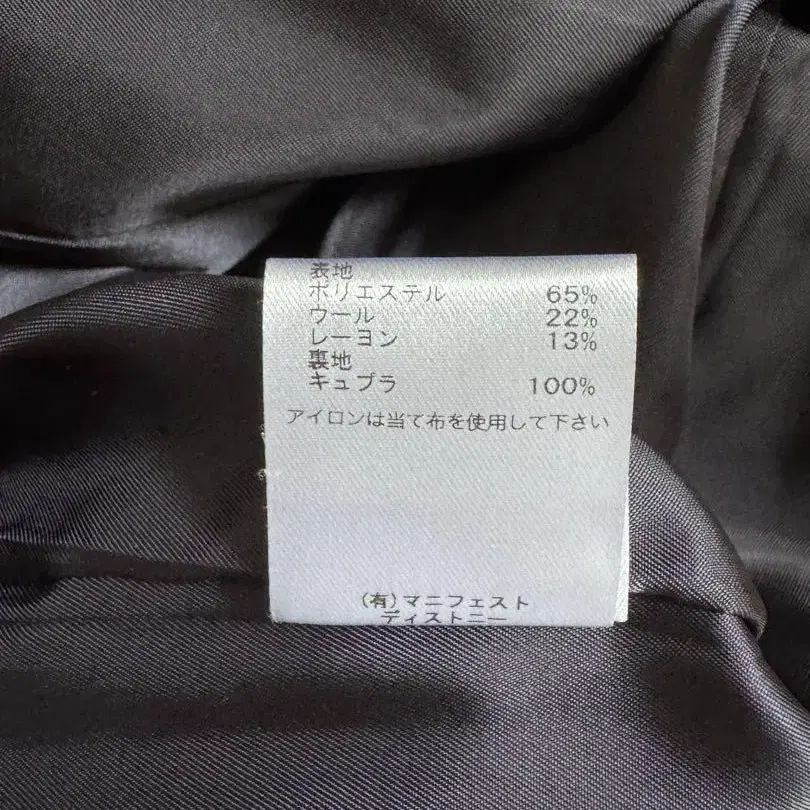 表地
ポリエステル 65%
ウール 22%
レーヨン 13%
裏地
キュプラ 100%
アイロンは当て布を使用して下さい
(有)マニフェスト
ディストニー